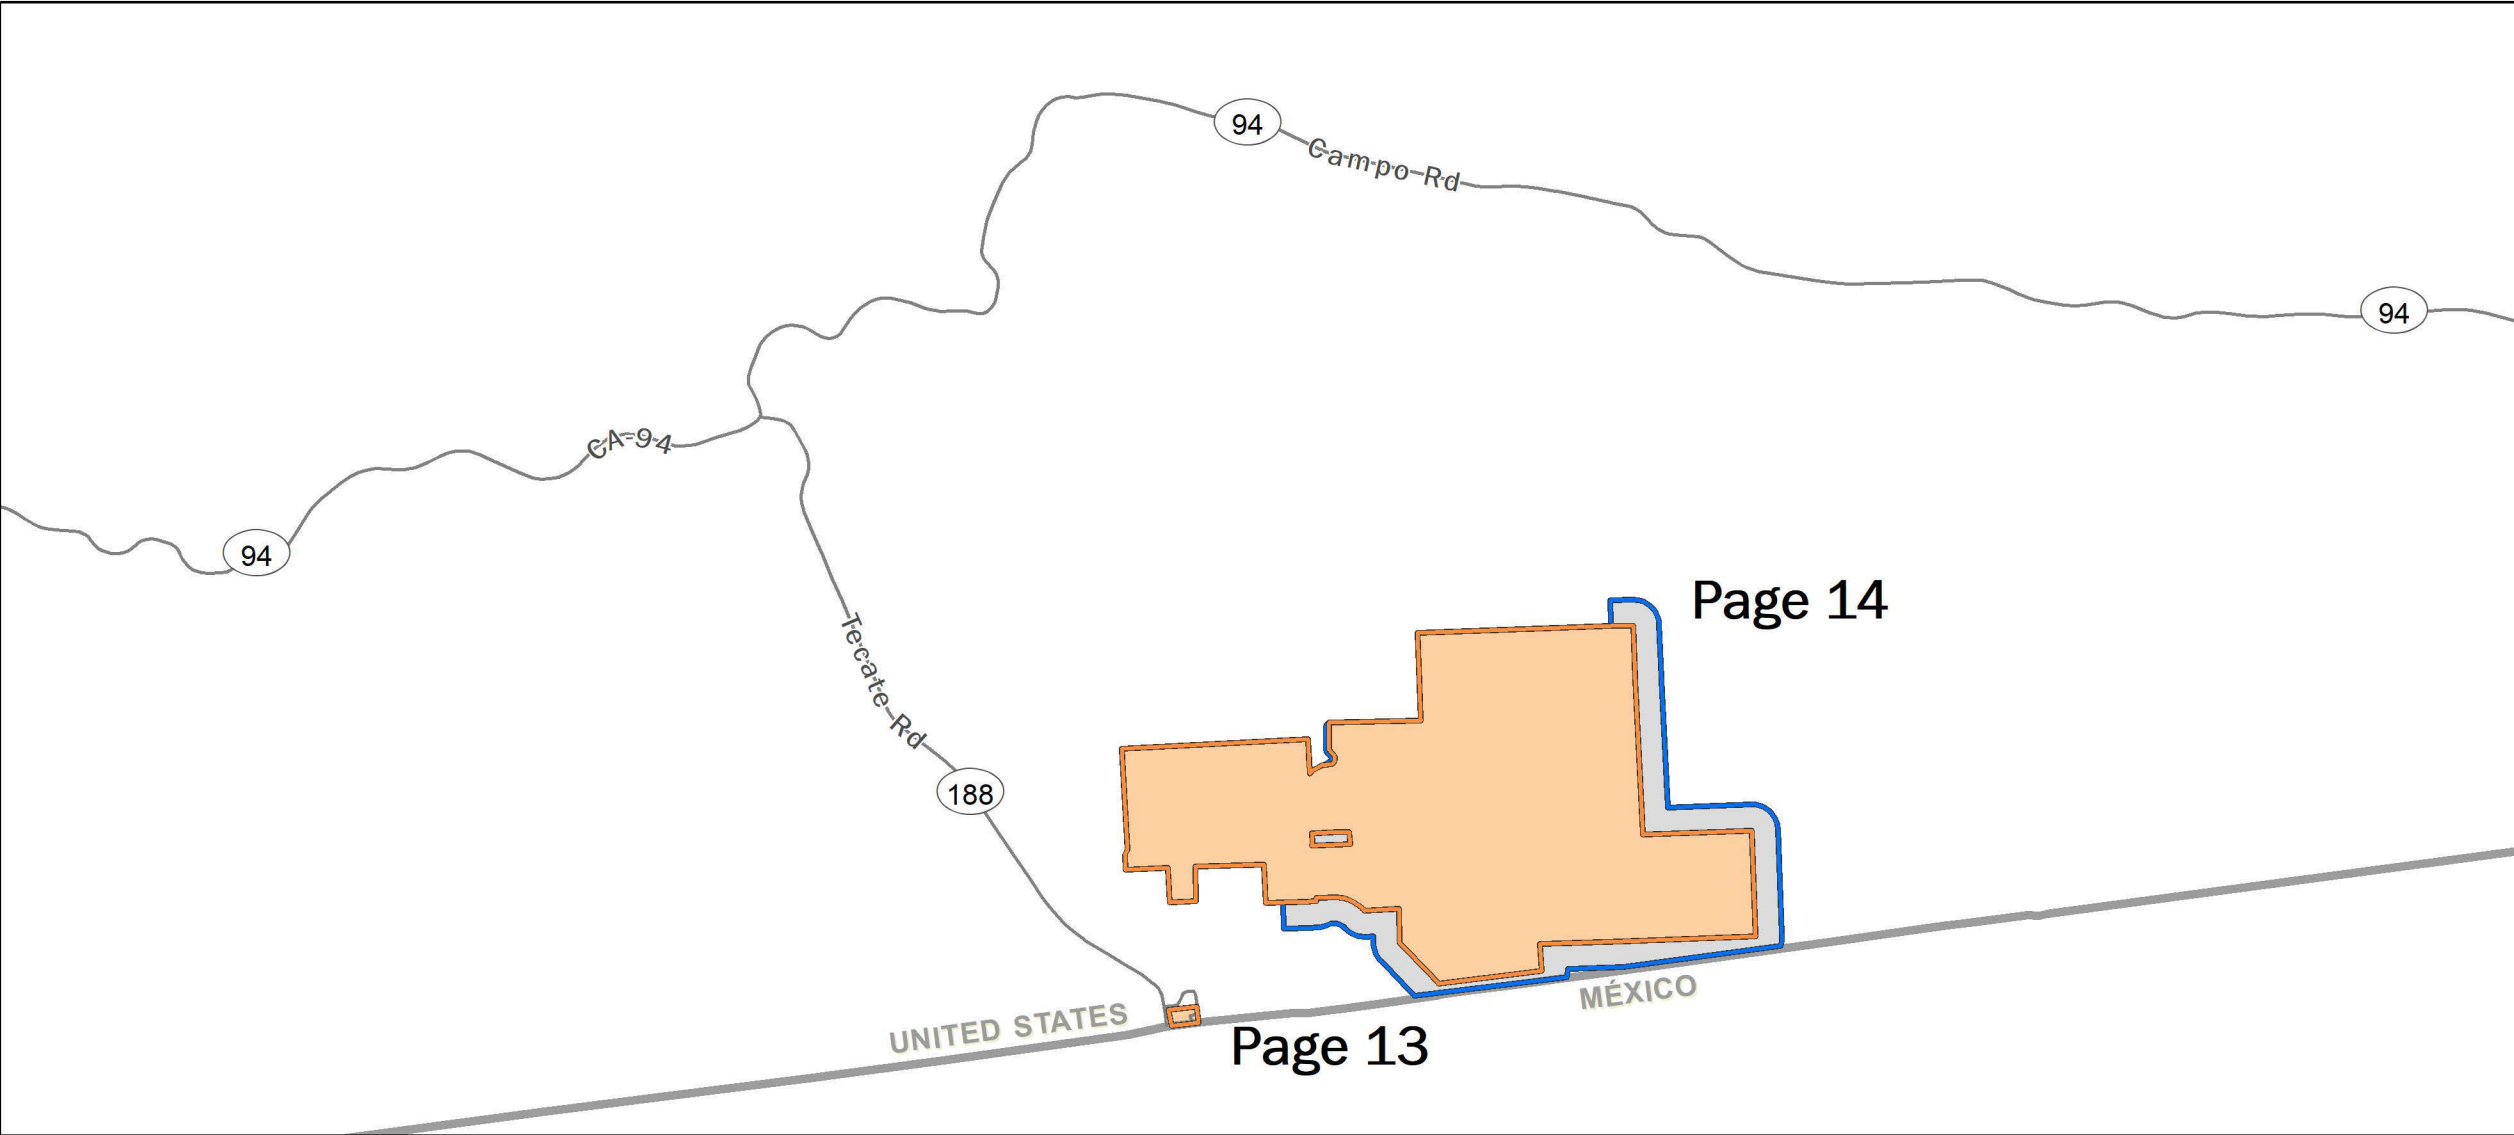 94
Campo Rd
94
CA-94
94
Page 14
Tecate Rd
188
MÉXICO
UNITED STATES
Page 13